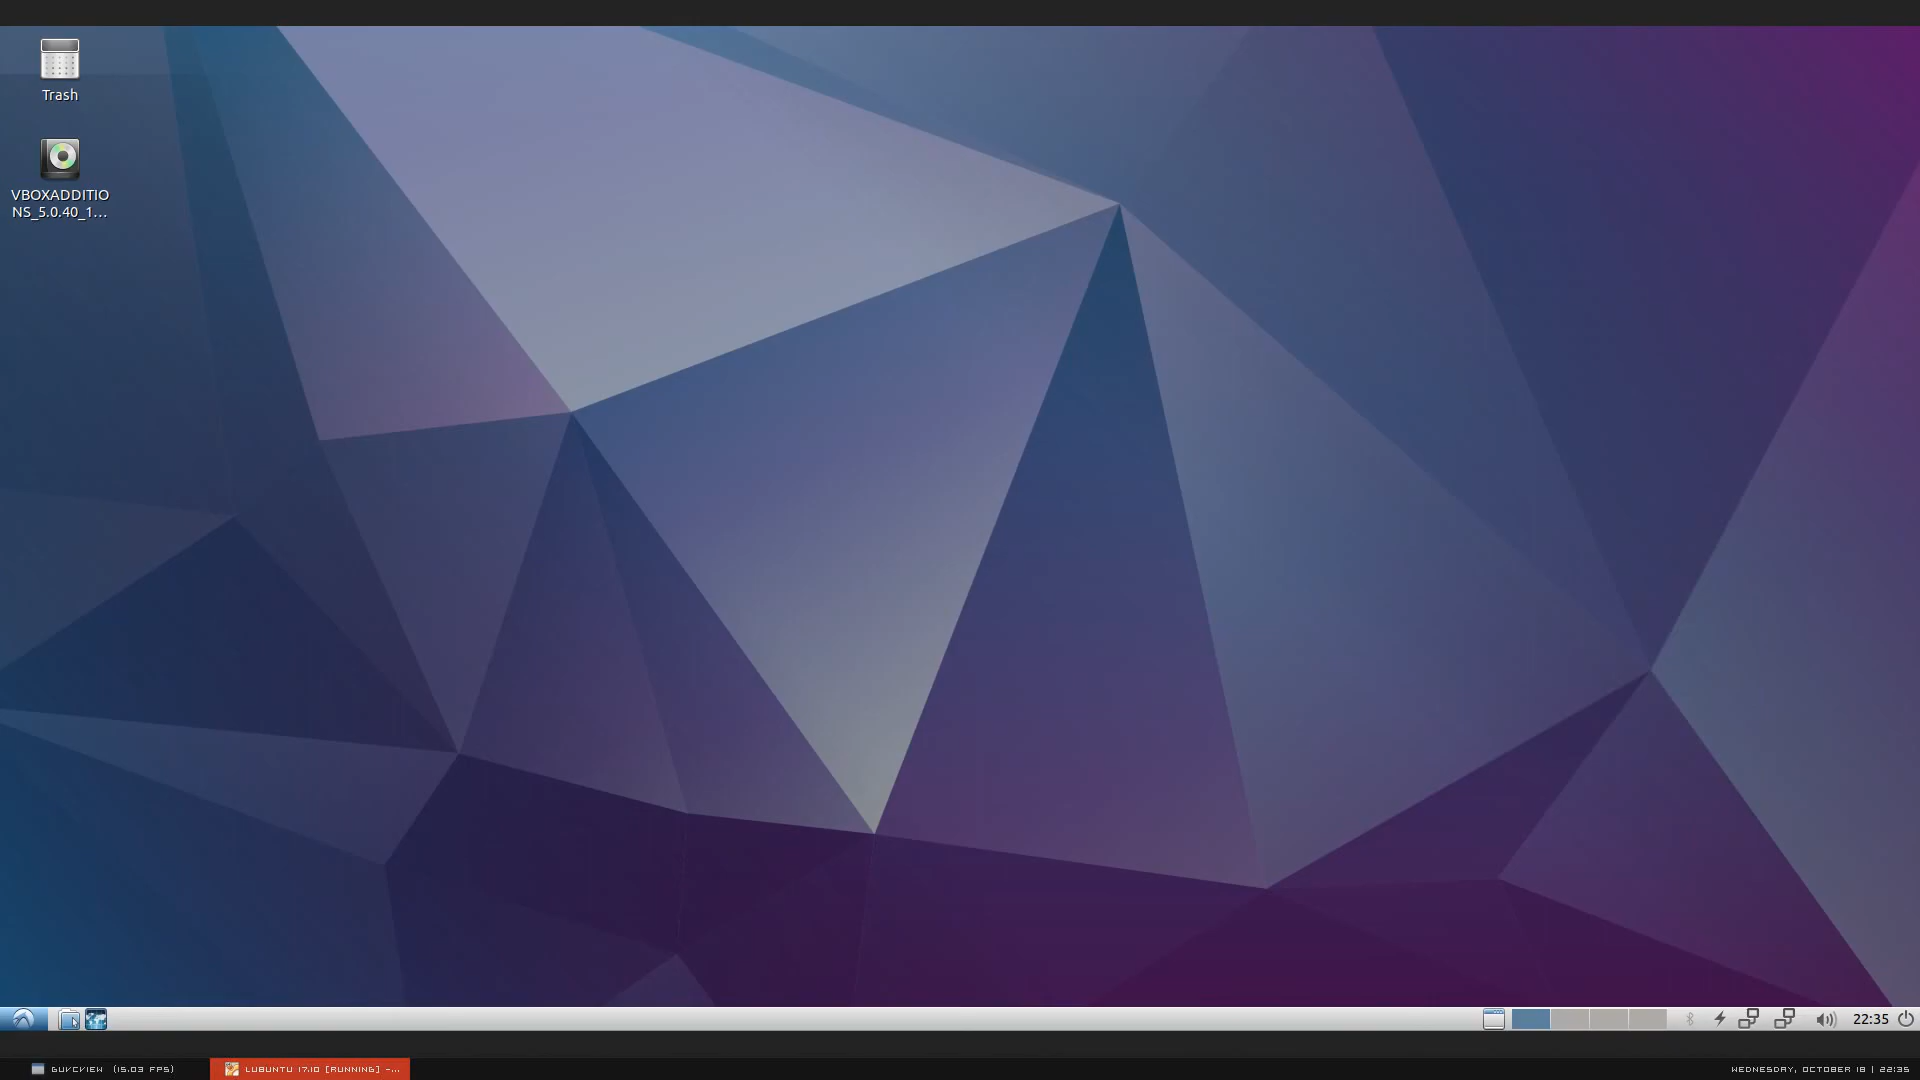 Trash
VBOXADDITIO
NS_5.0.40_1...
22:35
GUVCVIEW (15.03 FPS)
LUBUNTU 17.10 [RUNNING] -...
WEDNESDAY, OCTOBER 18 | 22:35